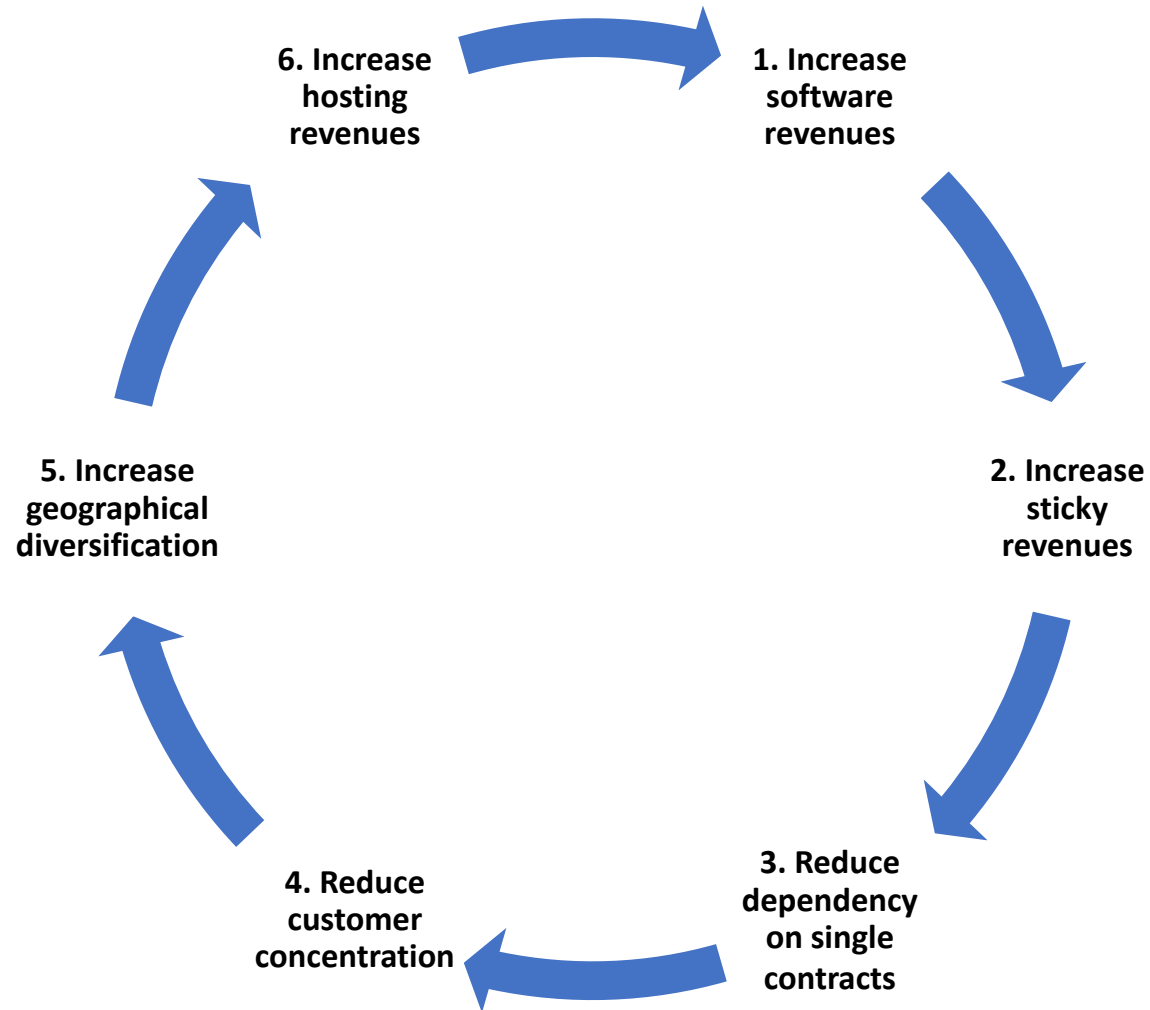 1. Increase
software
revenues
2. Increase
sticky
revenues
3. Reduce
dependency
on single
contracts
4. Reduce
customer
concentration
5. Increase
geographical
diversification
6. Increase
hosting
revenues